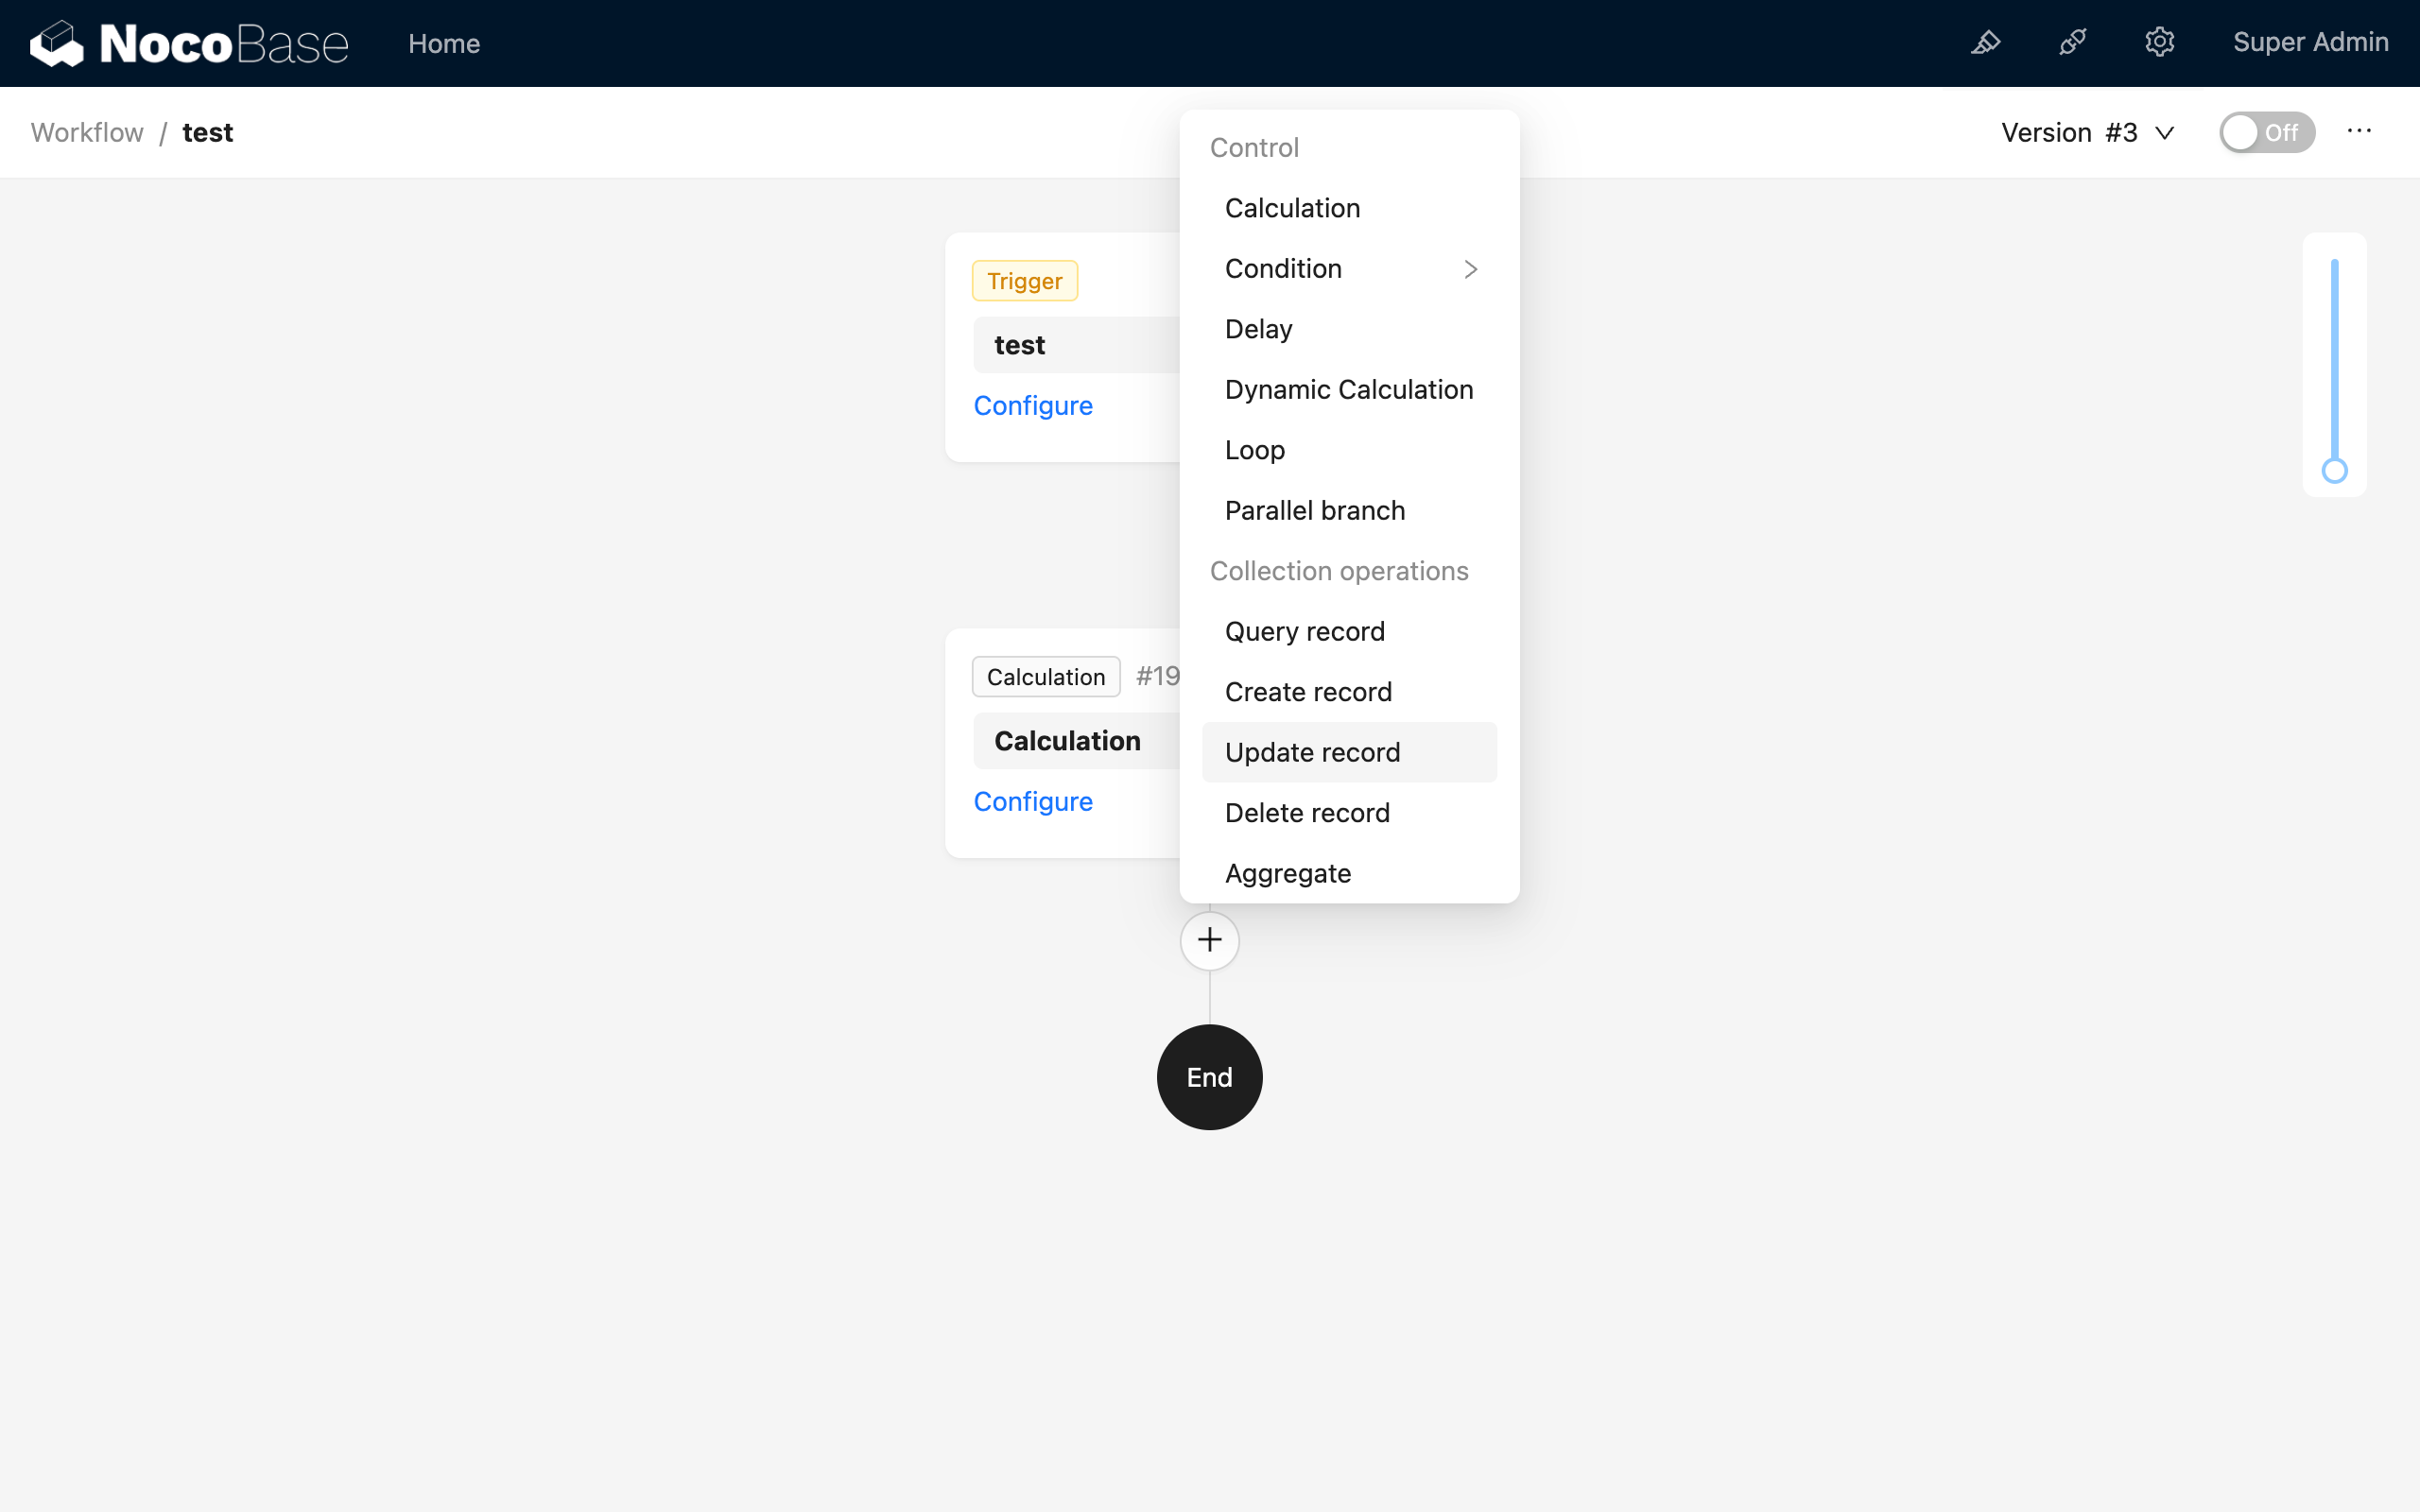 NocoBase Home Super Admin
Workflow / test Version #3 Off ···
Control
Calculation
Condition
Delay
Dynamic Calculation
Loop
Parallel branch
Collection operations
Query record
Create record
Update record
Delete record
Aggregate
Trigger
test
Configure
Calculation #19
Calculation
Configure
End